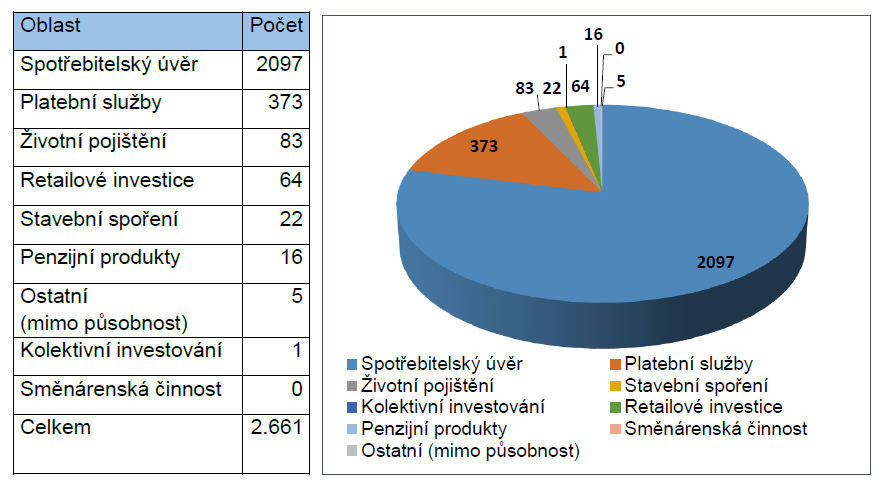 Oblast Počet
Spotřebitelský úvěr 2097
Platební služby 373
Životní pojištění 83
Retailové investice 64
Stavební spoření 22
Penzijní produkty 16
Ostatní
(mimo působnost) 5
Kolektivní investování 1
Směnárenská činnost 0
Celkem 2.661
16
0
1
83 22 64 5
373
2097
Spotřebitelský úvěr Platební služby
Životní pojištění Stavební spoření
Kolektivní investování Retailové investice
Penzijní produkty Směnárenská činnost
Ostatní (mimo působnost)